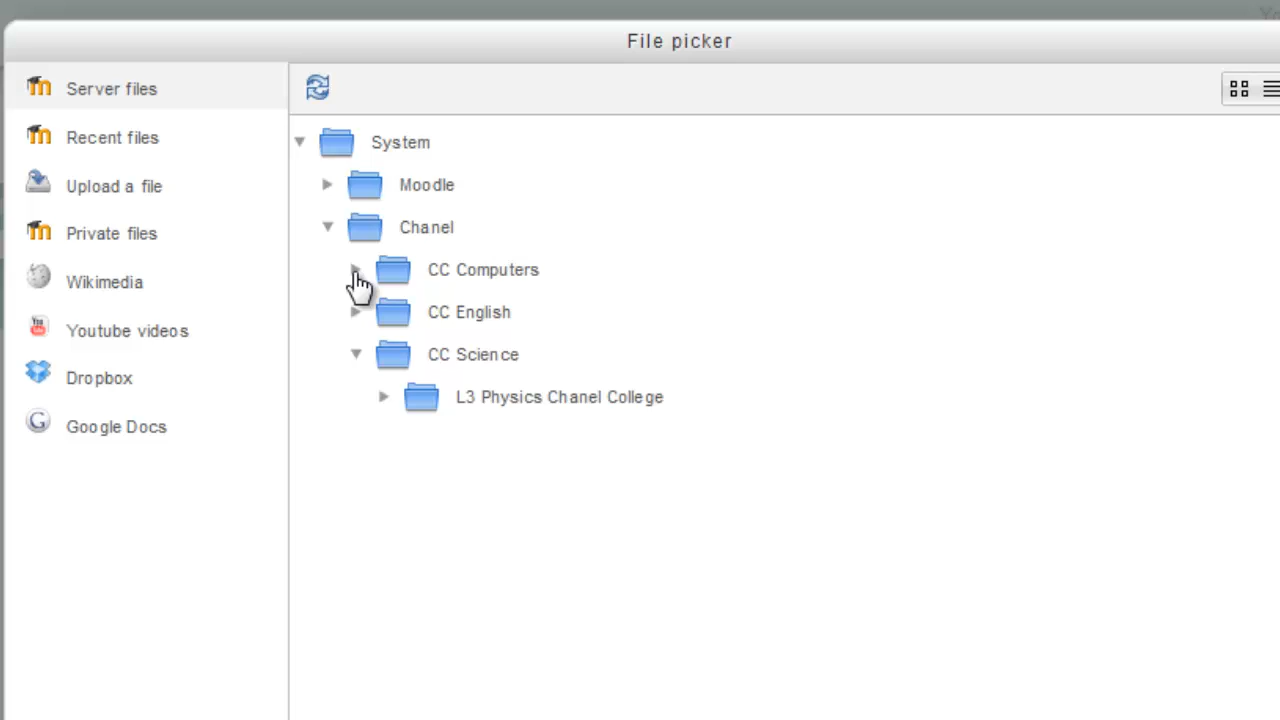 File picker
Server files
Recent files
Upload a file
Private files
Wikimedia
Youtube videos
Dropbox
Google Docs
System
Moodle
Chanel
CC Computers
CC English
CC Science
L3 Physics Chanel College